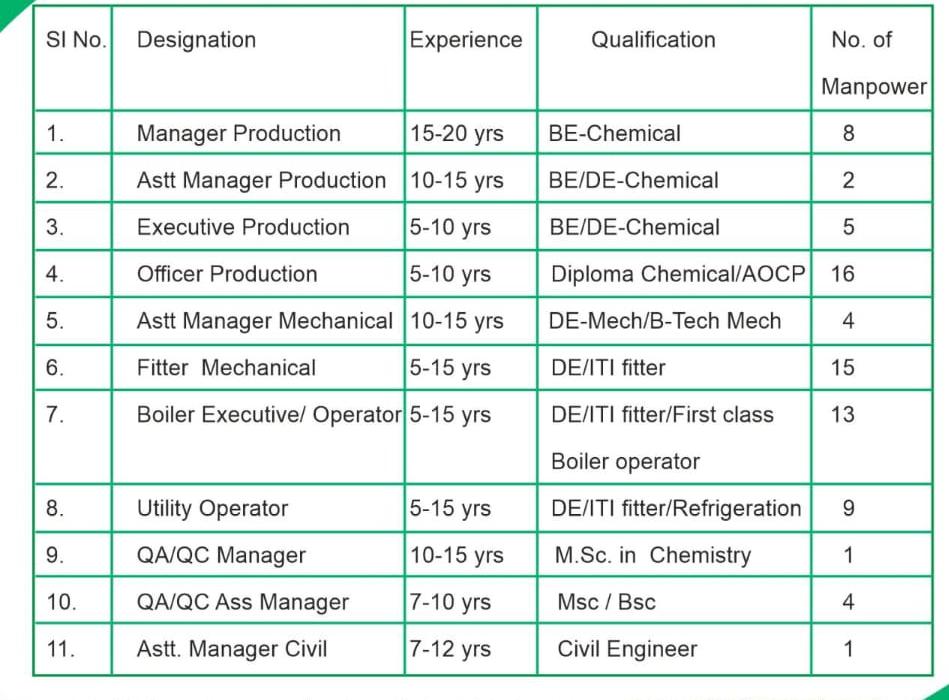 SI No. Designation Experience Qualification No. of
Manpower
1. Manager Production 15-20 yrs BE-Chemical 8
2. Astt Manager Production 10-15 yrs BE/DE-Chemical 2
3. Executive Production 5-10 yrs BE/DE-Chemical 5
4. Officer Production 5-10 yrs Diploma Chemical/AOCP 16
5. Astt Manager Mechanical 10-15 yrs DE-Mech/B-Tech Mech 4
6. Fitter Mechanical 5-15 yrs DE/ITI fitter 15
7. Boiler Executive/ Operator 5-15 yrs DE/ITI fitter/First class 13
Boiler operator
8. Utility Operator 5-15 yrs DE/ITI fitter/Refrigeration 9
9. QA/QC Manager 10-15 yrs M.Sc. in Chemistry 1
10. QA/QC Ass Manager 7-10 yrs Msc / Bsc 4
11. Astt. Manager Civil 7-12 yrs Civil Engineer 1